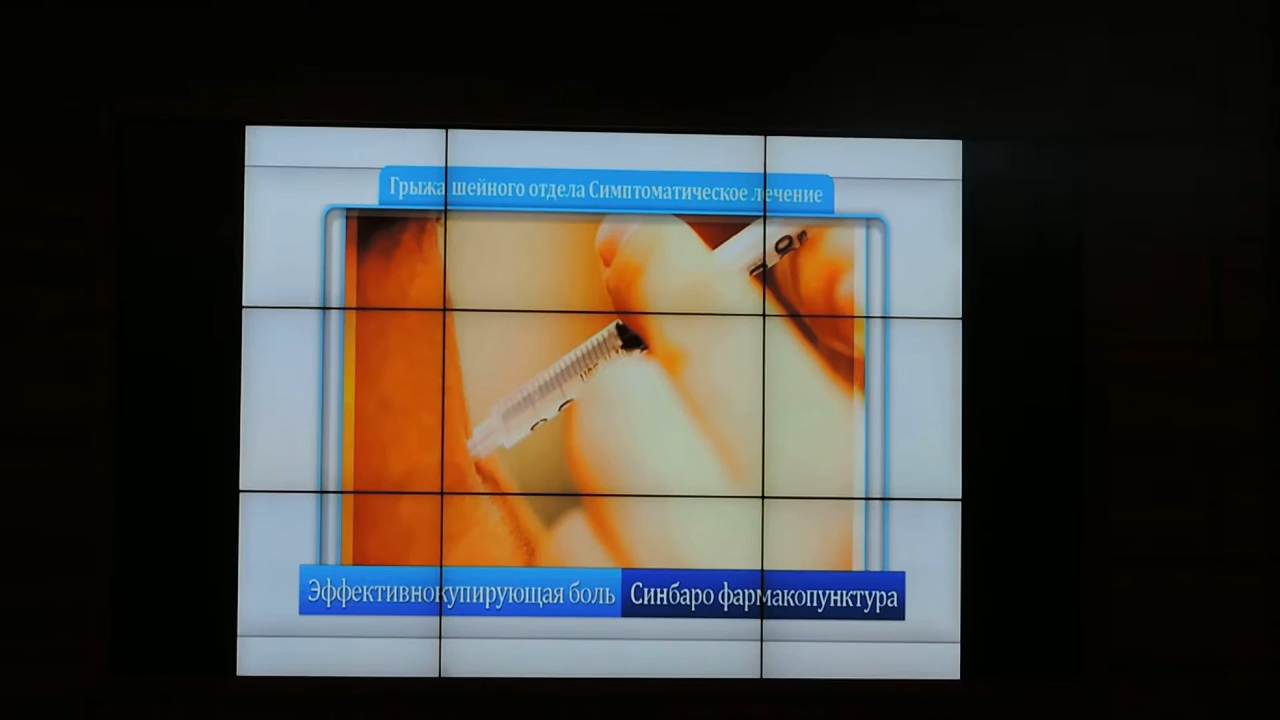 Грыжа шейного отдела Симптоматическое лечение
Эффективнокупирующая боль Синбаро фармакопунктура